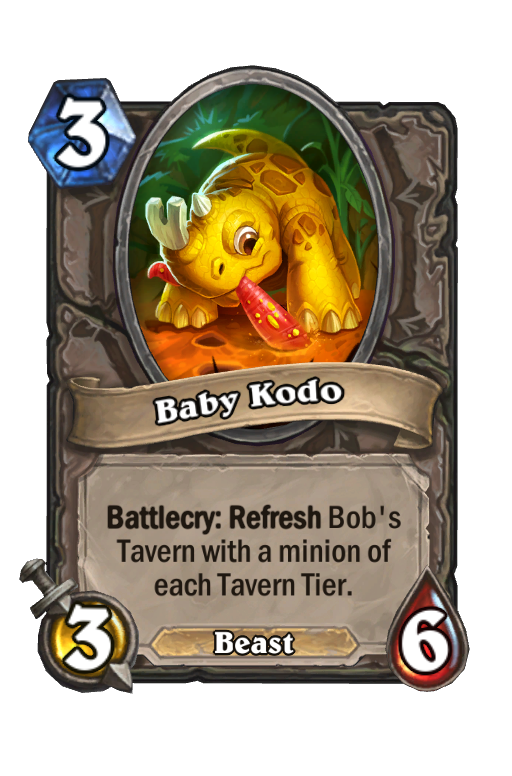 3
Baby Kodo
Battlecry: Refresh Bob's
Tavern with a minion of
each Tavern Tier.
3
Beast
6